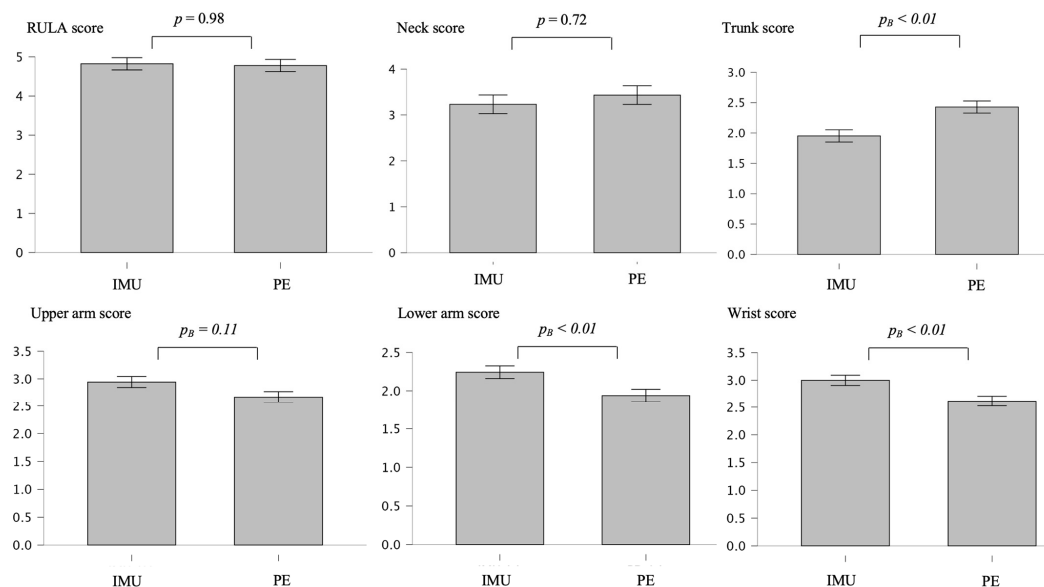 RULA score
p = 0.98
5
4
3
2
1
0
IMU
PE
Neck score
p = 0.72
4
3
2
1
0
IMU
PE
Trunk score
pB < 0.01
3.0
2.5
2.0
1.5
1.0
0.5
0.0
IMU
PE
Upper arm score
pB = 0.11
3.5
3.0
2.5
2.0
1.5
1.0
0.5
0.0
IMU
PE
Lower arm score
pB < 0.01
2.5
2.0
1.5
1.0
0.5
0.0
IMU
PE
Wrist score
pB < 0.01
3.5
3.0
2.5
2.0
1.5
1.0
0.5
0.0
IMU
PE